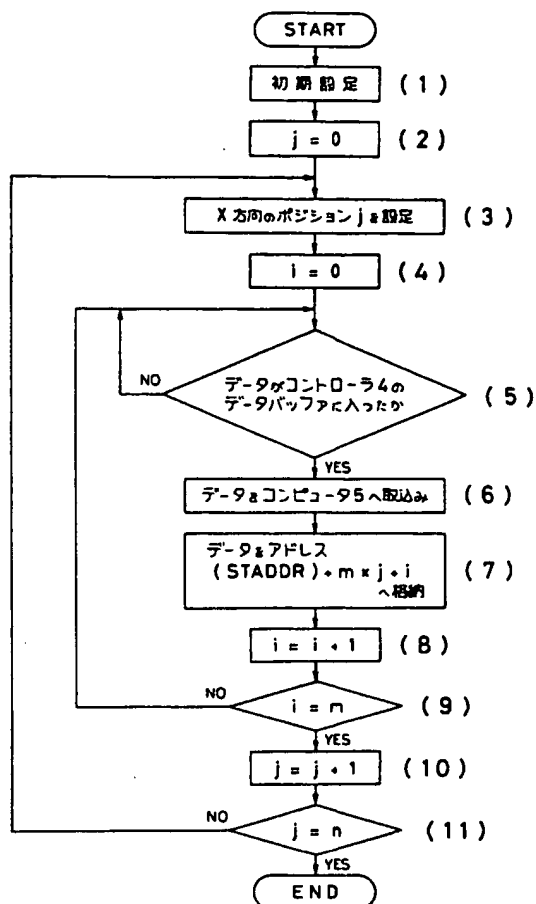 START
初期設定 (1)
j = 0 (2)
X方向のポジションjを設定 (3)
i = 0 (4)
データがコントローラ4の
データバッファに入ったか (5)
NO
YES
データをコンピュータ5へ取込み (6)
データをアドレス
(STADDR) + m × j + i (7)
へ格納
i = i + 1 (8)
NO
i = m (9)
YES
j = j + 1 (10)
NO
j = n (11)
YES
END